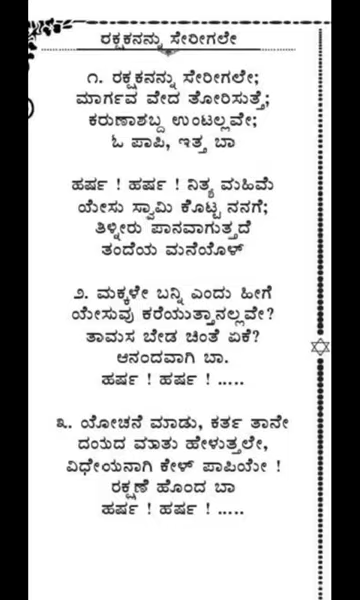 ರಕ್ಷಕನನ್ನು ಸೇರೀಗಲೇ
೧. ರಕ್ಷಕನನ್ನು ಸೇರೀಗಲೇ;
ಮಾರ್ಗವ ವೇದ ತೋರಿಸುತ್ತೆ;
ಕರುಣಾಶಬ್ದ ಉಂಟಲ್ಲವೇ;
ಓ ಪಾಪಿ, ಇತ್ತ ಬಾ
ಹರ್ಷ ! ಹರ್ಷ ! ನಿತ್ಯ ಮಹಿಮೆ
ಯೇಸು ಸ್ವಾಮಿ ಕೊಟ್ಟ ನನಗೆ;
ತಿಳ್ನೀರು ಪಾನವಾಗುತ್ತದೆ
ತಂದೆಯ ಮನೆಯೊಳ್
೨. ಮಕ್ಕಳೇ ಬನ್ನಿ ಎಂದು ಹೀಗೆ
ಯೇಸುವು ಕರೆಯುತ್ತಾನಲ್ಲವೇ?
ತಾಮಸ ಬೇಡ ಚಿಂತೆ ಏಕೆ?
ಆನಂದವಾಗಿ ಬಾ.
ಹರ್ಷ ! ಹರ್ಷ ! .....
೩. ಯೋಚನೆ ಮಾಡು, ಕರ್ತ ತಾನೇ
ದಯದ ಮಾತು ಹೇಳುತ್ತಲೇ,
ವಿಧೇಯನಾಗಿ ಕೇಳ್ ಪಾಪಿಯೇ !
ರಕ್ಷಣೆ ಹೊಂದ ಬಾ
ಹರ್ಷ ! ಹರ್ಷ ! .....